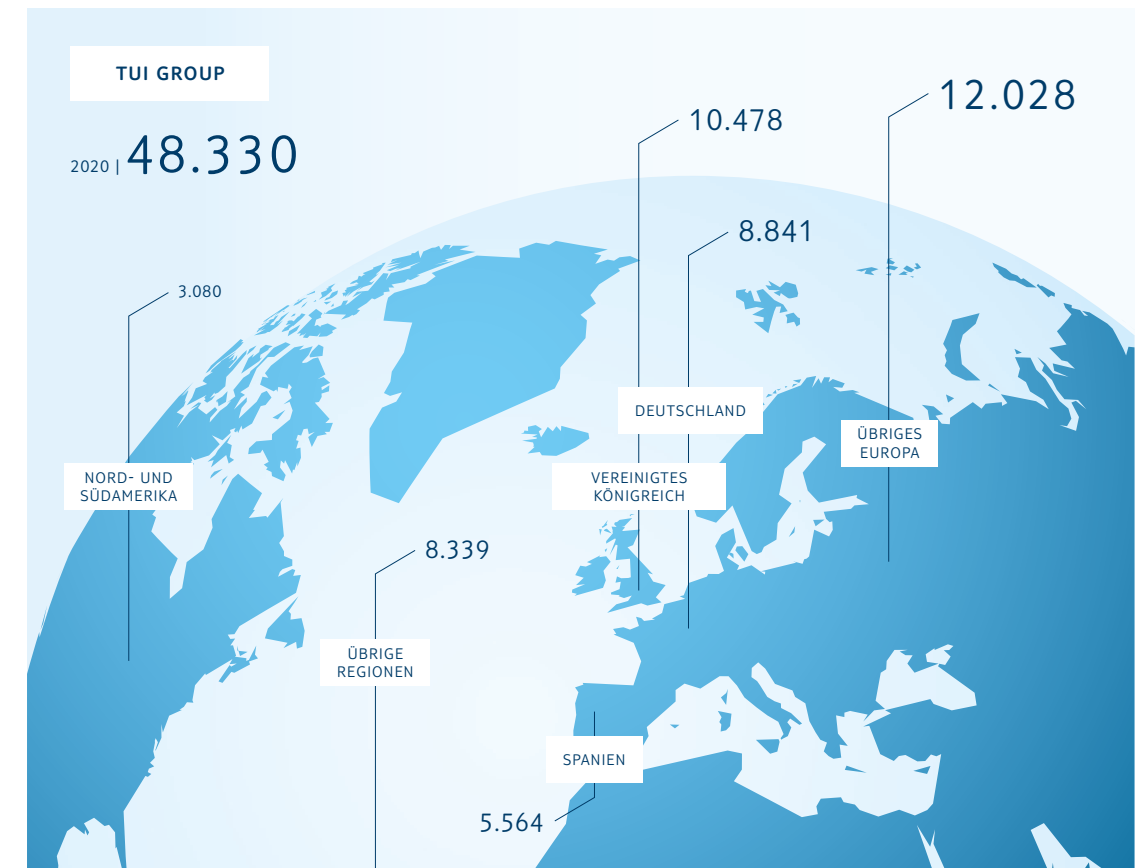 TUI GROUP
2020 | 48.330
12.028
10.478
8.841
3.080
DEUTSCHLAND
ÜBRIGES
EUROPA
NORD- UND
SÜDAMERIKA
VEREINIGTES
KÖNIGREICH
8.339
ÜBRIGE
REGIONEN
SPANIEN
5.564